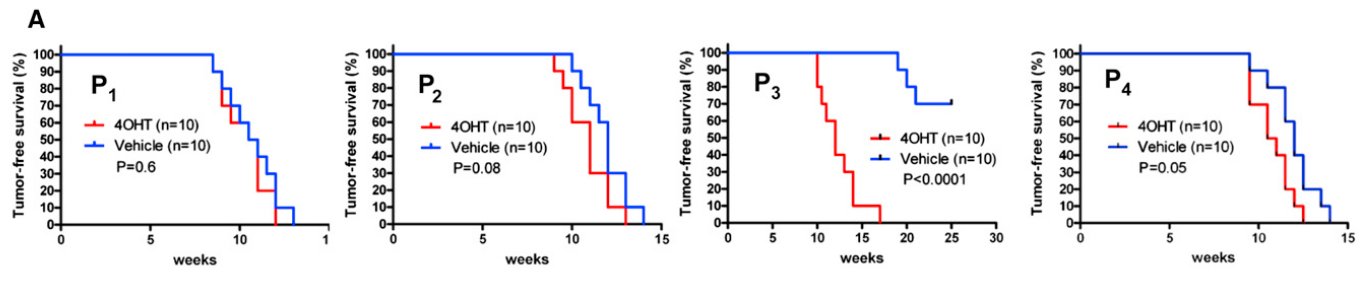 A
Tumor-free survival (%)
100
90
80
70
60
50
40
30
20
10
0
P1
4OHT (n=10)
Vehicle (n=10)
P=0.6
0 5 10 1
weeks
Tumor-free survival (%)
100
90
80
70
60
50
40
30
20
10
0
P2
4OHT (n=10)
Vehicle (n=10)
P=0.08
0 5 10 15
weeks
Tumor-free survival (%)
100
90
80
70
60
50
40
30
20
10
0
P3
4OHT (n=10)
Vehicle (n=10)
P<0.0001
0 5 10 15 20 25 30
weeks
Tumor-free survival (%)
100
90
80
70
60
50
40
30
20
10
0
P4
4OHT (n=10)
Vehicle (n=10)
P=0.05
0 5 10 15
weeks